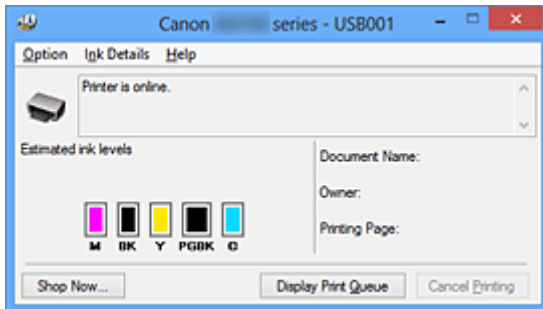 Canon series - USB001
Option Ink Details Help
Printer is online.
Estimated ink levels
Document Name:
Owner:
Printing Page:
M BK Y PGBK C
Shop Now... Display Print Queue Cancel Printing